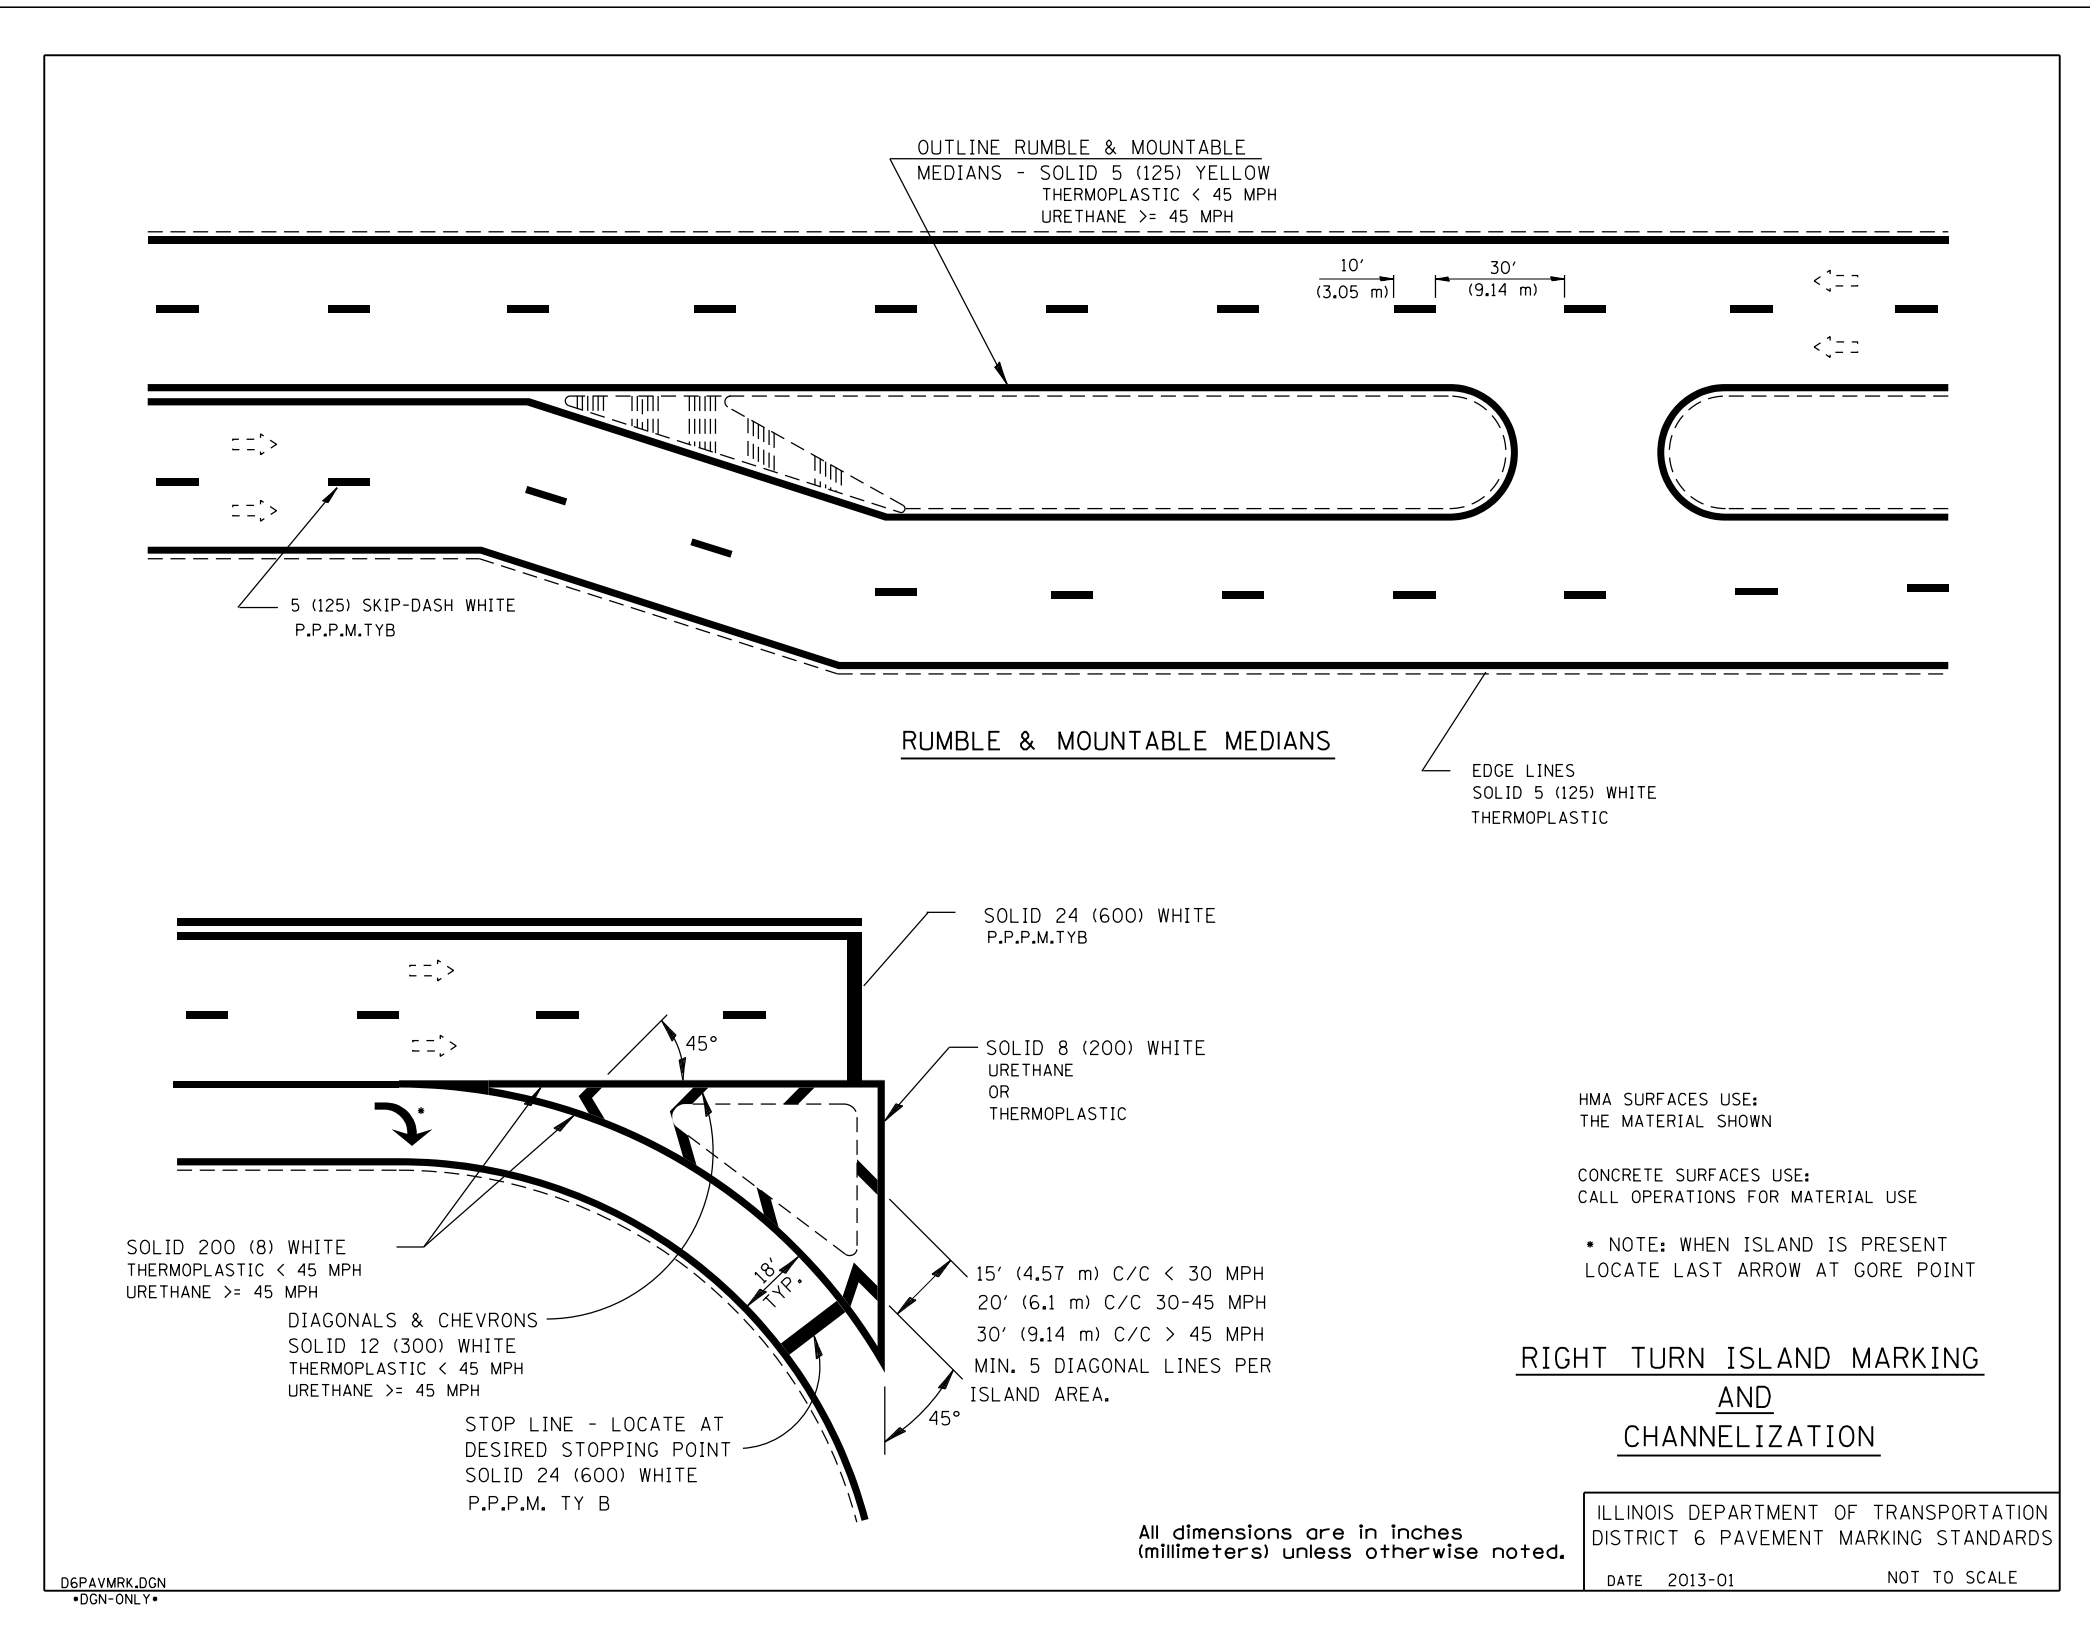 OUTLINE RUMBLE & MOUNTABLE
MEDIANS - SOLID 5 (125) YELLOW
THERMOPLASTIC < 45 MPH
URETHANE >= 45 MPH
10' 30'
(3.05 m) (9.14 m)
5 (125) SKIP-DASH WHITE
P.P.P.M.TYB
RUMBLE & MOUNTABLE MEDIANS
EDGE LINES
SOLID 5 (125) WHITE
THERMOPLASTIC
SOLID 24 (600) WHITE
P.P.P.M.TYB
45°
SOLID 8 (200) WHITE
URETHANE
OR
THERMOPLASTIC
*
HMA SURFACES USE:
THE MATERIAL SHOWN
CONCRETE SURFACES USE:
CALL OPERATIONS FOR MATERIAL USE
* NOTE: WHEN ISLAND IS PRESENT
LOCATE LAST ARROW AT GORE POINT
SOLID 200 (8) WHITE
THERMOPLASTIC < 45 MPH
URETHANE >= 45 MPH
18'
TYP.
DIAGONALS & CHEVRONS
SOLID 12 (300) WHITE
THERMOPLASTIC < 45 MPH
URETHANE >= 45 MPH
15' (4.57 m) C/C < 30 MPH
20' (6.1 m) C/C 30-45 MPH
30' (9.14 m) C/C > 45 MPH
MIN. 5 DIAGONAL LINES PER
ISLAND AREA.
45°
STOP LINE - LOCATE AT
DESIRED STOPPING POINT
SOLID 24 (600) WHITE
P.P.P.M. TY B
RIGHT TURN ISLAND MARKING
AND
CHANNELIZATION
All dimensions are in inches
(millimeters) unless otherwise noted.
ILLINOIS DEPARTMENT OF TRANSPORTATION
DISTRICT 6 PAVEMENT MARKING STANDARDS
DATE 2013-01 NOT TO SCALE
D6PAVMRK.DGN
•DGN-ONLY•